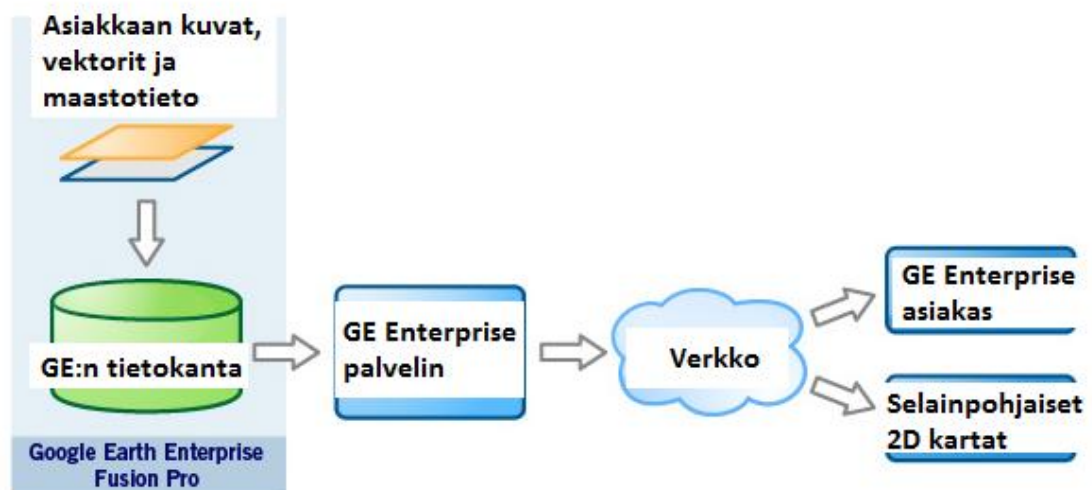 Asiakkaan kuvat,
vektorit ja
maastotieto
GE:n tietokanta
Google Earth Enterprise
Fusion Pro
GE Enterprise
palvelin
Verkko
GE Enterprise
asiakas
Selainpohjaiset
2D kartat